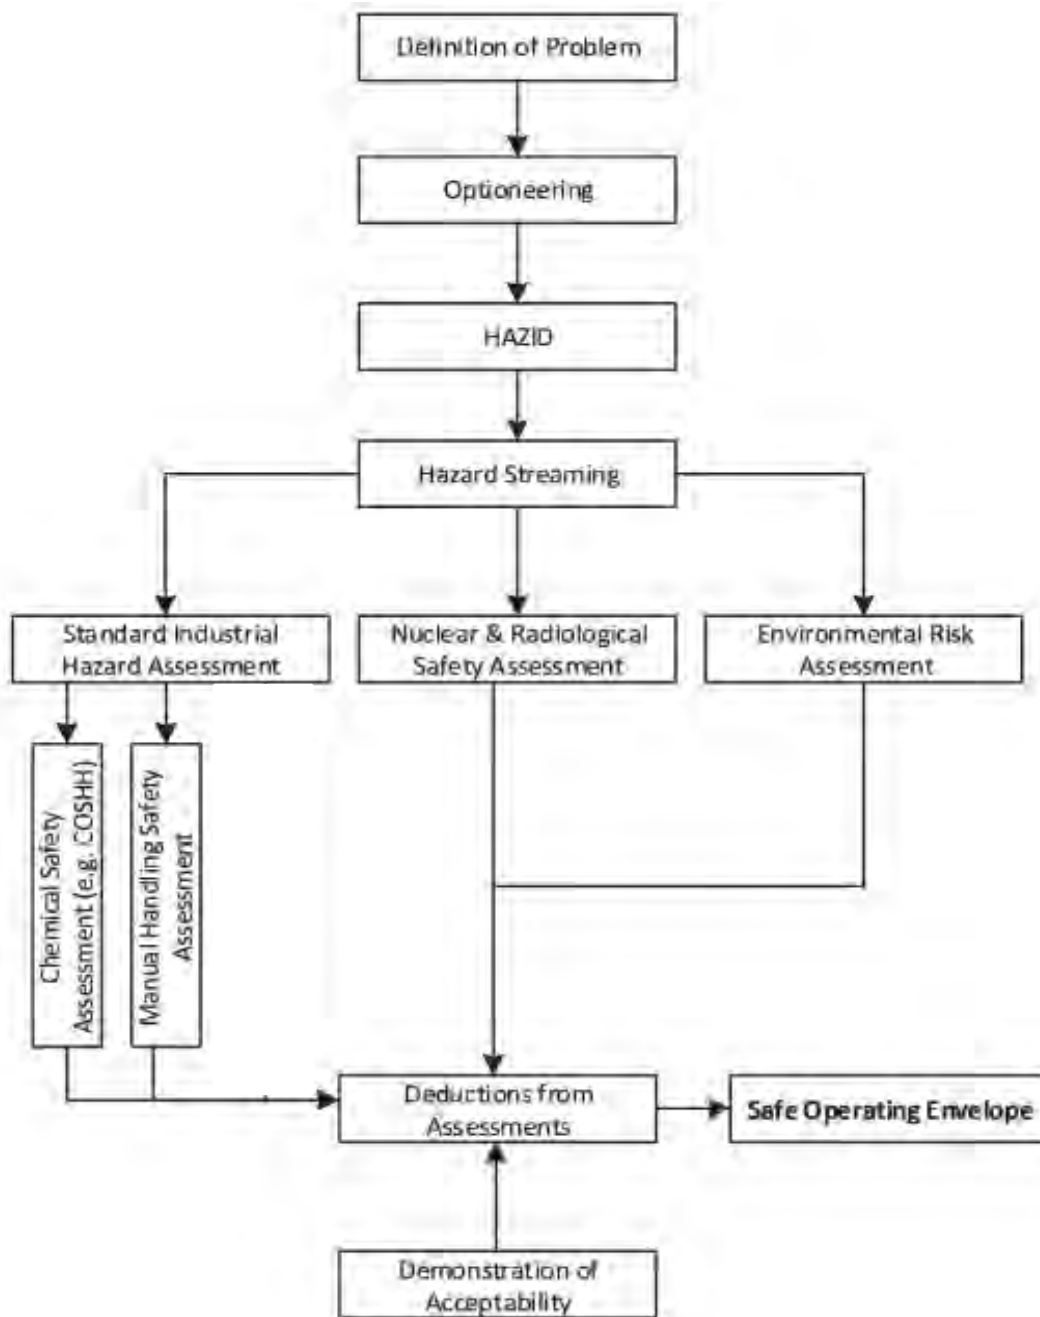 Definition of Problem
Optioneering
HAZID
Hazard Streaming
Standard Industrial
Hazard Assessment
Nuclear & Radiological
Safety Assessment
Environmental Risk
Assessment
Chemical Safety
Assessment (e.g. COSHH)
Manual Handling Safety
Assessment
Deductions from
Assessments
Safe Operating Envelope
Demonstration of
Acceptability